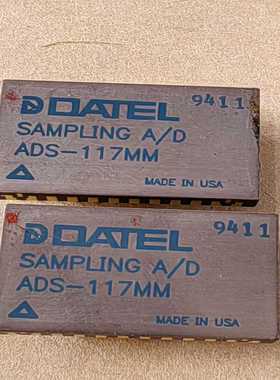 DATEL 9411
SAMPLING A/D
ADS-117MM
MADE IN USA
DATEL 9411
SAMPLING A/D
ADS-117MM
MADE IN USA